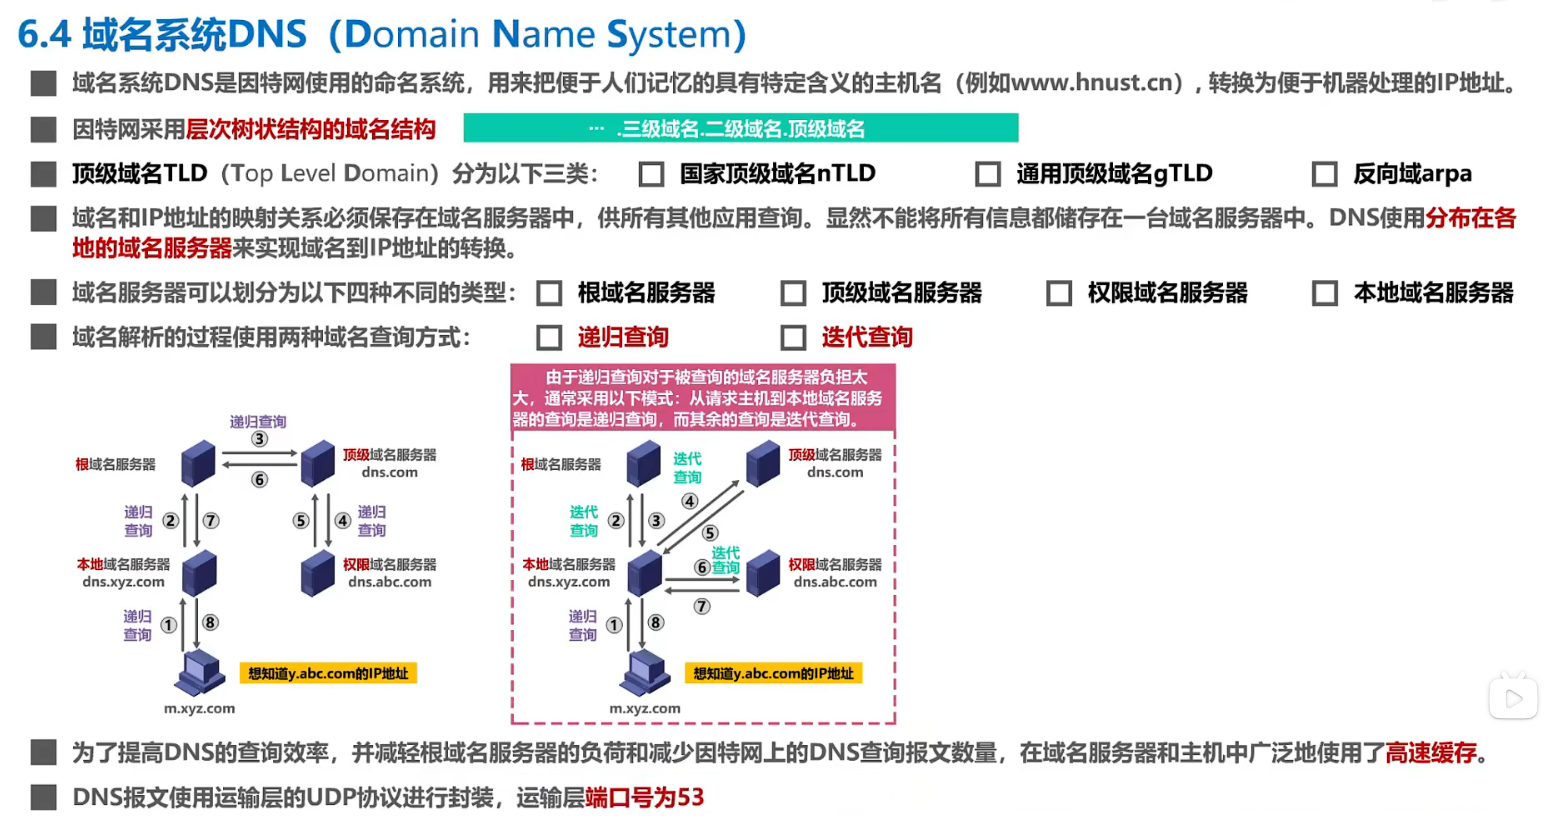 6.4 域名系统DNS（Domain Name System）
域名系统DNS是因特网使用的命名系统，用来把便于人们记忆的具有特定含义的主机名（例如www.hnust.cn）, 转换为便于机器处理的IP地址。
因特网采用层次树状结构的域名结构
… .三级域名.二级域名.顶级域名
顶级域名TLD（Top Level Domain）分为以下三类：
国家顶级域名nTLD
通用顶级域名gTLD
反向域arpa
域名和IP地址的映射关系必须保存在域名服务器中，供所有其他应用查询。显然不能将所有信息都储存在一台域名服务器中。DNS使用分布在各
地的域名服务器来实现域名到IP地址的转换。
域名服务器可以划分为以下四种不同的类型：
根域名服务器
顶级域名服务器
权限域名服务器
本地域名服务器
域名解析的过程使用两种域名查询方式：
递归查询
迭代查询
递归查询
③
根域名服务器
顶级域名服务器
dns.com
⑥
递归
查询
②
⑦
⑤
④
递归
查询
本地域名服务器
dns.xyz.com
权限域名服务器
dns.abc.com
递归
查询
①
⑧
想知道y.abc.com的IP地址
m.xyz.com
由于递归查询对于被查询的域名服务器负担太
大，通常采用以下模式：从请求主机到本地域名服务
器的查询是递归查询，而其余的查询是迭代查询。
根域名服务器
迭代
查询
顶级域名服务器
dns.com
④
迭代
查询
②
③
⑤
本地域名服务器
dns.xyz.com
迭代
查询
⑥
权限域名服务器
dns.abc.com
⑦
递归
查询
①
⑧
想知道y.abc.com的IP地址
m.xyz.com
为了提高DNS的查询效率，并减轻根域名服务器的负荷和减少因特网上的DNS查询报文数量，在域名服务器和主机中广泛地使用了高速缓存。
DNS报文使用运输层的UDP协议进行封装，运输层端口号为53